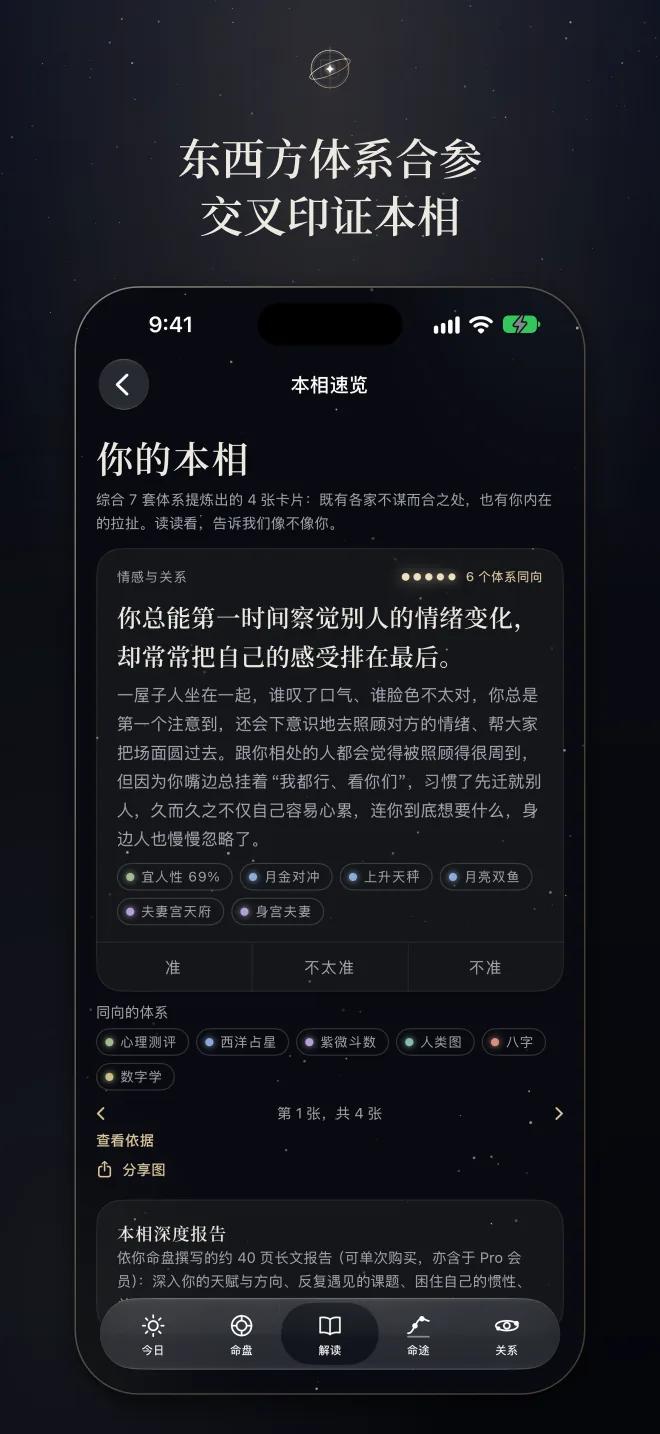 东西方体系合参
交叉印证本相
9:41
本相速览
你的本相
综合 7 套体系提炼出的 4 张卡片：既有各家不谋而合之处，也有你内在
的拉扯。读读看，告诉我们像不像你。
情感与关系
6 个体系同向
你总能第一时间察觉别人的情绪变化，
却常常把自己的感受排在最后。
一屋子人坐在一起，谁叹了口气、谁脸色不太对，你总是
第一个注意到，还会下意识地去照顾对方的情绪、帮大家
把场面圆过去。跟你相处的人都会觉得被照顾得很周到，
但因为你嘴边总挂着“我都行、看你们”，习惯了先迁就别
人，久而久之不仅自己容易心累，连你到底想要什么，身
边人也慢慢忽略了。
宜人性 69% 月金对冲 上升天秤 月亮双鱼
夫妻宫天府 身宫夫妻
准 不太准 不准
同向的体系
心理测评 西洋占星 紫微斗数 人类图 八字
数字学
第 1 张，共 4 张
查看依据
分享图
本相深度报告
依你命盘撰写的约 40 页长文报告（可单次购买，亦含于 Pro 会
员）：深入你的天赋与方向、反复遇见的课题、困住自己的惯性、
今日 命盘 解读 命途 关系